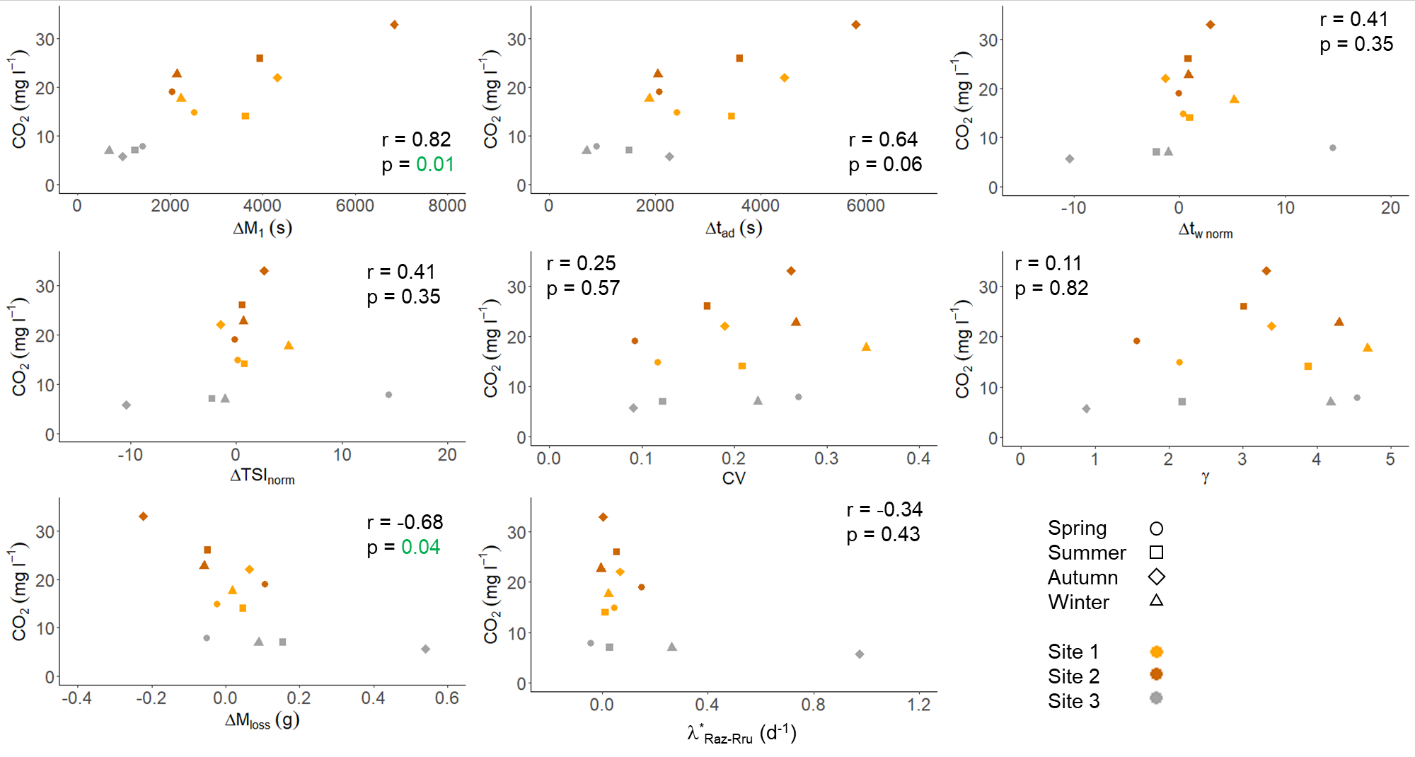 CO₂ (mg l⁻¹)
30
20
10
0
r = 0.82
p = 0.01
0 2000 4000 6000 8000
ΔM₁ (s)
CO₂ (mg l⁻¹)
30
20
10
0
r = 0.64
p = 0.06
0 2000 4000 6000
Δt_ad (s)
CO₂ (mg l⁻¹)
30
20
10
0
r = 0.41
p = 0.35
-10 0 10 20
Δt_w norm
CO₂ (mg l⁻¹)
30
20
10
0
r = 0.41
p = 0.35
-10 0 10 20
ΔTSI_norm
CO₂ (mg l⁻¹)
30
20
10
0
r = 0.25
p = 0.57
0.0 0.1 0.2 0.3 0.4
CV
CO₂ (mg l⁻¹)
30
20
10
0
r = 0.11
p = 0.82
0 1 2 3 4 5
γ
CO₂ (mg l⁻¹)
30
20
10
0
r = -0.68
p = 0.04
-0.4 -0.2 0.0 0.2 0.4 0.6
ΔM_loss (g)
CO₂ (mg l⁻¹)
30
20
10
0
r = -0.34
p = 0.43
0.0 0.4 0.8 1.2
λ*_Raz-Rru (d⁻¹)
Spring
Summer
Autumn
Winter
Site 1
Site 2
Site 3